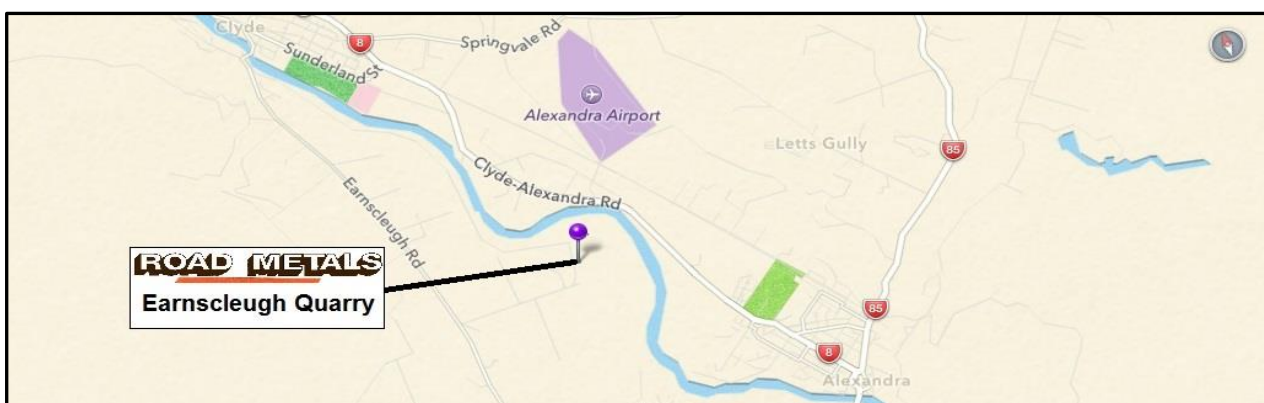 Clyde
8
Springvale Rd
Sunderland St
Alexandra Airport
Letts Gully
85
Clyde-Alexandra Rd
Earnscleugh Rd
ROAD METALS
Earnscleugh Quarry
85
8
Alexandra